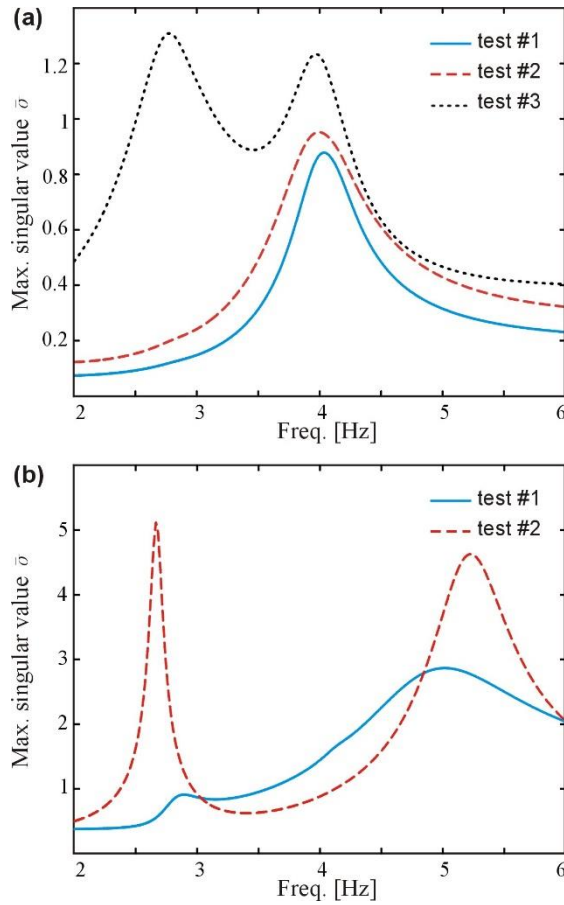 (a)
test #1
test #2
test #3
Max. singular value σ̄
1.2
1
0.8
0.6
0.4
0.2
2 3 4 5 6
Freq. [Hz]
(b)
test #1
test #2
Max. singular value σ̄
5
4
3
2
1
2 3 4 5 6
Freq. [Hz]